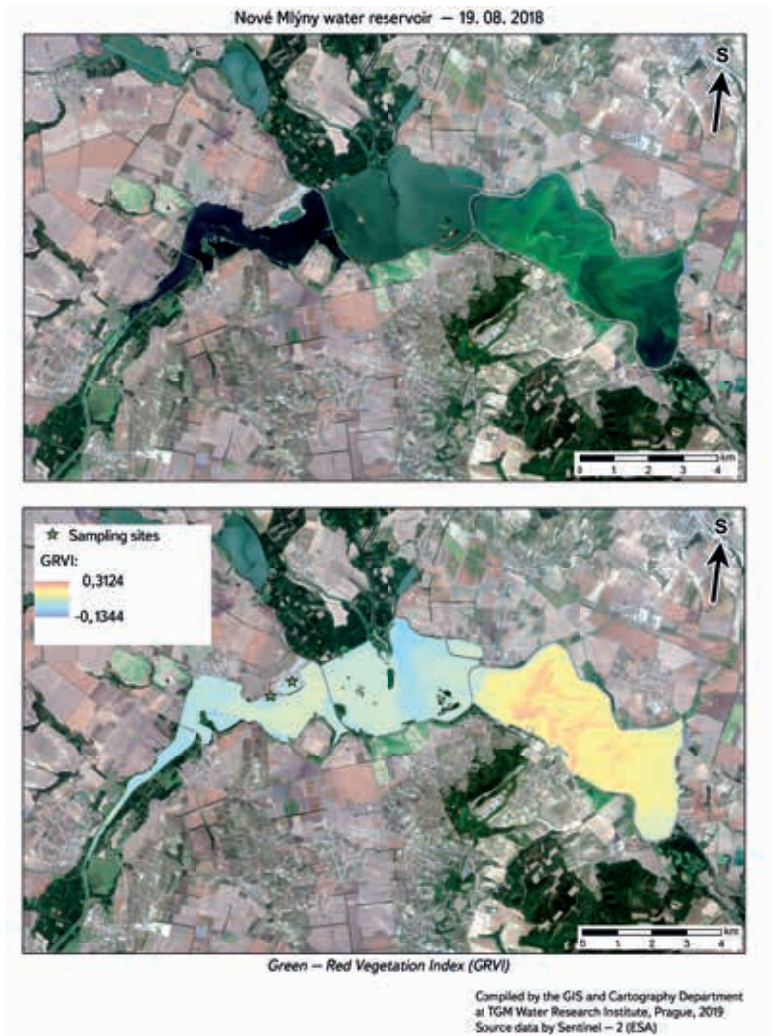 Nové Mlýny water reservoir — 19. 08. 2018
S
km
0 1 2 3 4
S
Sampling sites
GRVI:
0,3124
-0,1344
km
0 1 2 3 4
Green — Red Vegetation Index (GRVI)
Compiled by the GIS and Cartography Department
at TGM Water Research Institute, Prague, 2019
Source data by Sentinel — 2 (ESA)